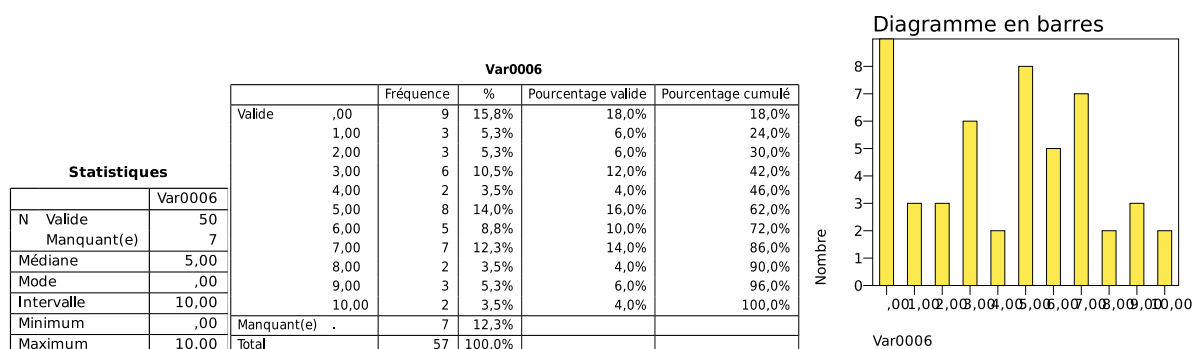 Statistiques
Var0006
N Valide 50
Manquant(e) 7
Médiane 5,00
Mode ,00
Intervalle 10,00
Minimum ,00
Maximum 10,00
Var0006
Fréquence % Pourcentage valide Pourcentage cumulé
Valide ,00 9 15,8% 18,0% 18,0%
1,00 3 5,3% 6,0% 24,0%
2,00 3 5,3% 6,0% 30,0%
3,00 6 10,5% 12,0% 42,0%
4,00 2 3,5% 4,0% 46,0%
5,00 8 14,0% 16,0% 62,0%
6,00 5 8,8% 10,0% 72,0%
7,00 7 12,3% 14,0% 86,0%
8,00 2 3,5% 4,0% 90,0%
9,00 3 5,3% 6,0% 96,0%
10,00 2 3,5% 4,0% 100,0%
Manquant(e) . 7 12,3%
Total 57 100,0%
Diagramme en barres
8
7
6
5
4
3
2
1
0
Nombre
,00 1,00 2,00 3,00 4,00 5,00 6,00 7,00 8,00 9,00 10,00
Var0006